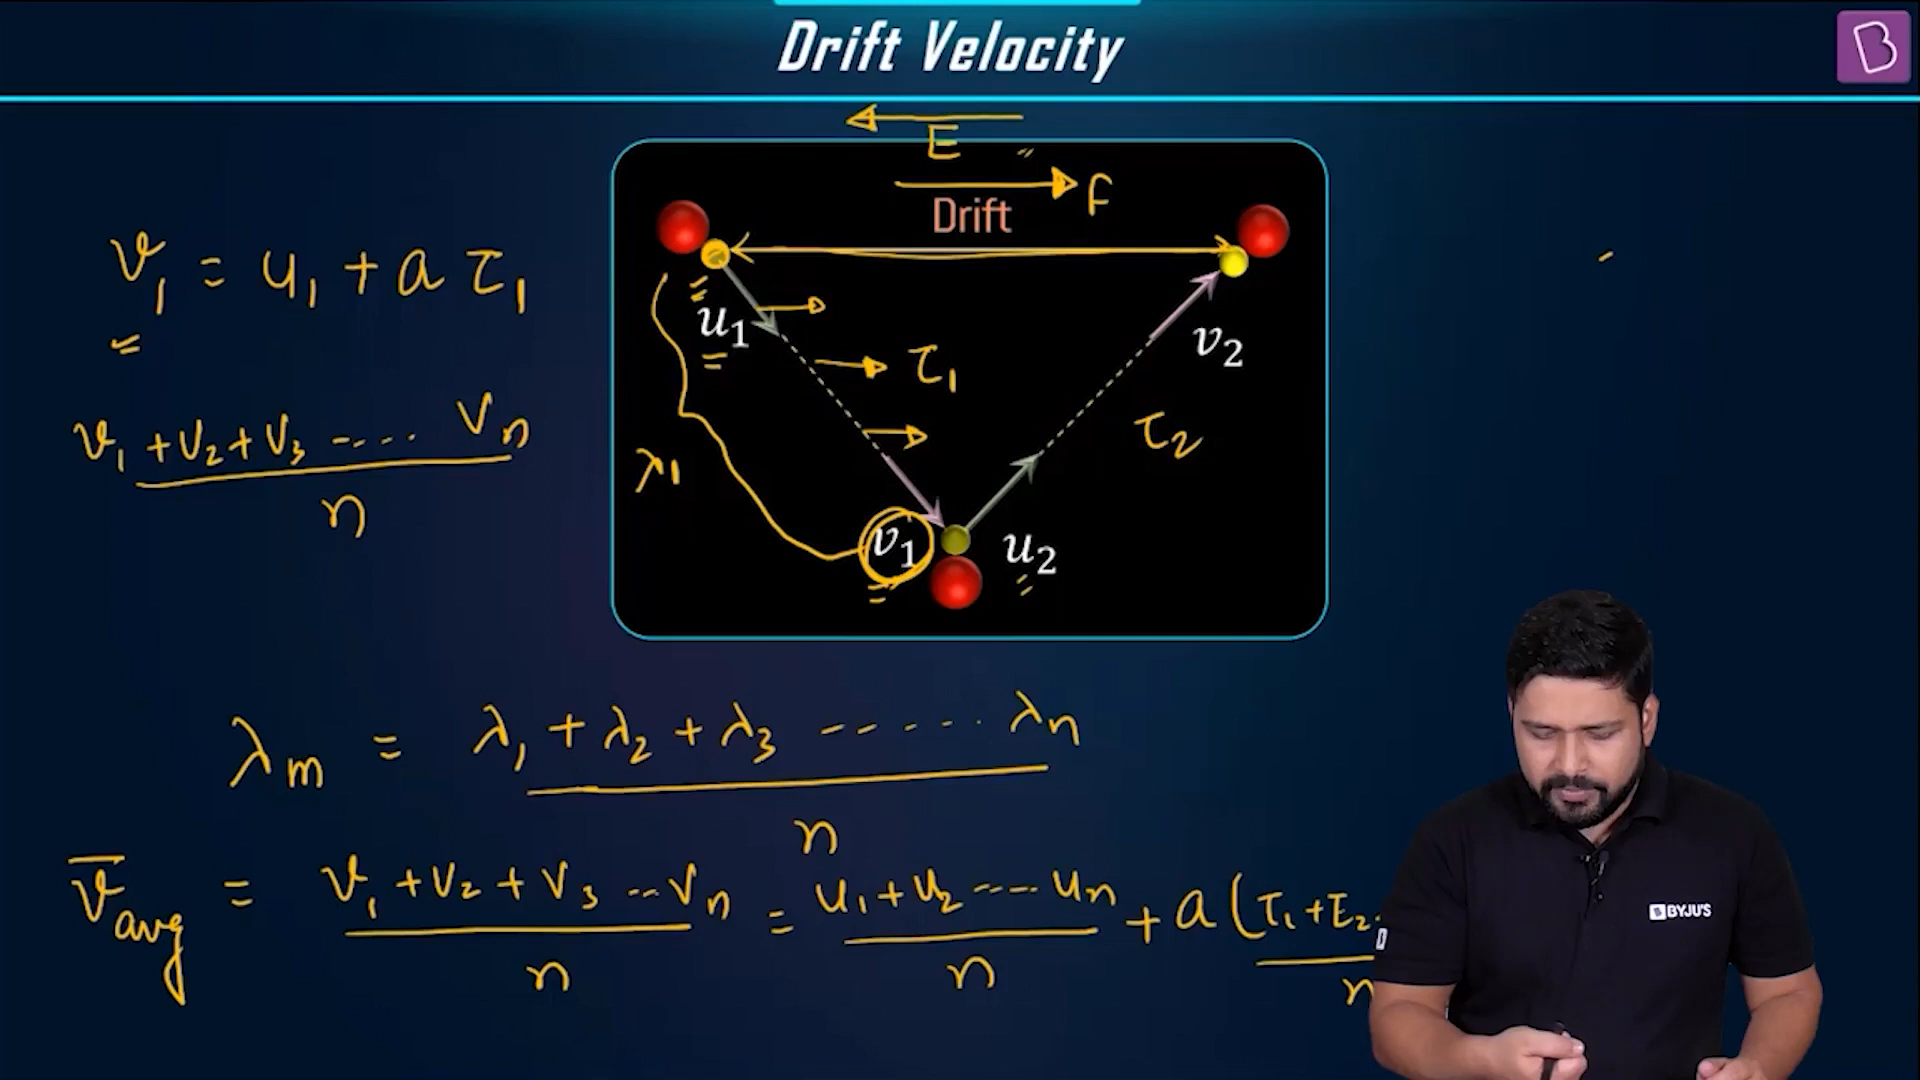 Drift Velocity
B
E
F
Drift
v₁ = u₁ + a τ₁
u₁
τ₁
v₂
v₁ + v₂ + v₃ ---- vₙ
n
λ₁
τ₂
v₁
u₂
λm = λ₁ + λ₂ + λ₃ ------ λn
n
v̅avg = v₁ + v₂ + v₃ -- vₙ = u₁ + u₂ ---- uₙ + a (τ₁ + τ₂
n n n
BYJU'S